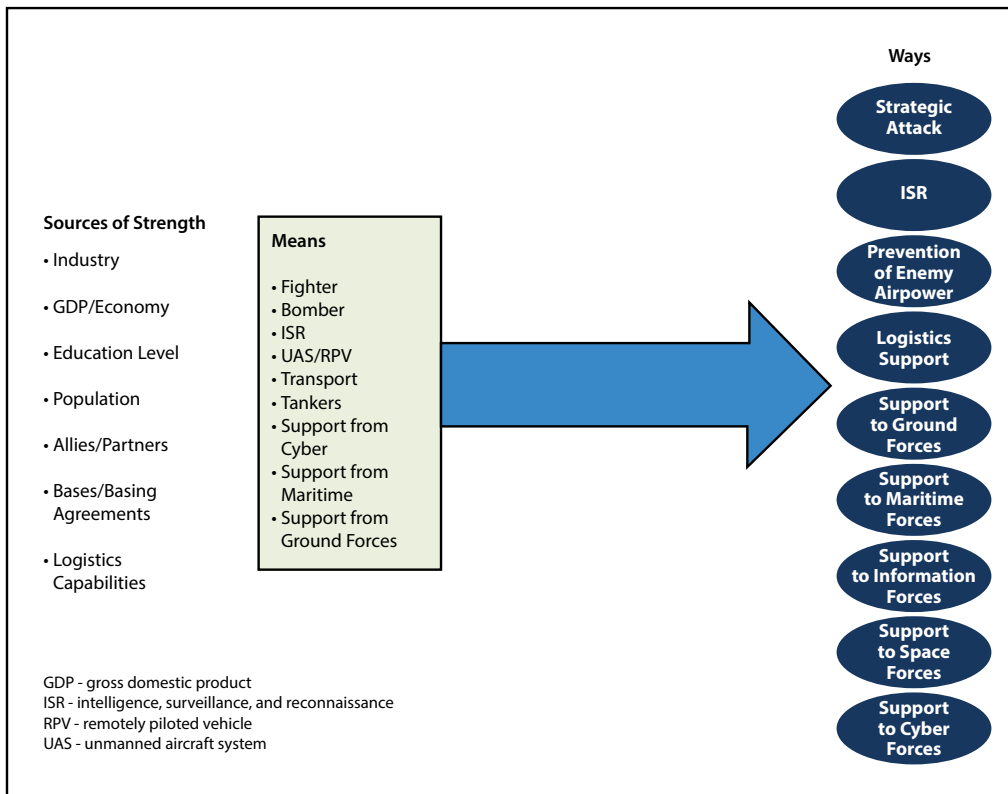 Sources of Strength
• Industry
• GDP/Economy
• Education Level
• Population
• Allies/Partners
• Bases/Basing
Agreements
• Logistics
Capabilities
Means
• Fighter
• Bomber
• ISR
• UAS/RPV
• Transport
• Tankers
• Support from
Cyber
• Support from
Maritime
• Support from
Ground Forces
Ways
Strategic
Attack
ISR
Prevention
of Enemy
Airpower
Logistics
Support
Support
to Ground
Forces
Support
to Maritime
Forces
Support
to Information
Forces
Support
to Space
Forces
Support
to Cyber
Forces
GDP - gross domestic product
ISR - intelligence, surveillance, and reconnaissance
RPV - remotely piloted vehicle
UAS - unmanned aircraft system